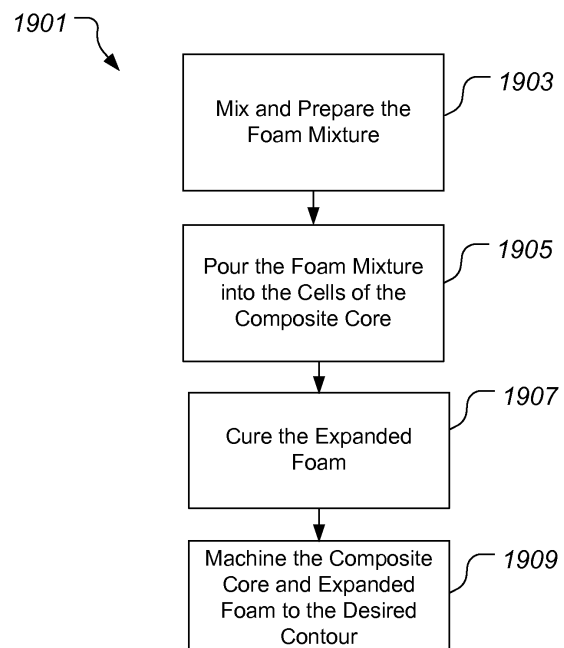 1901
1903
Mix and Prepare the
Foam Mixture
1905
Pour the Foam Mixture
into the Cells of the
Composite Core
1907
Cure the Expanded
Foam
1909
Machine the Composite
Core and Expanded
Foam to the Desired
Contour